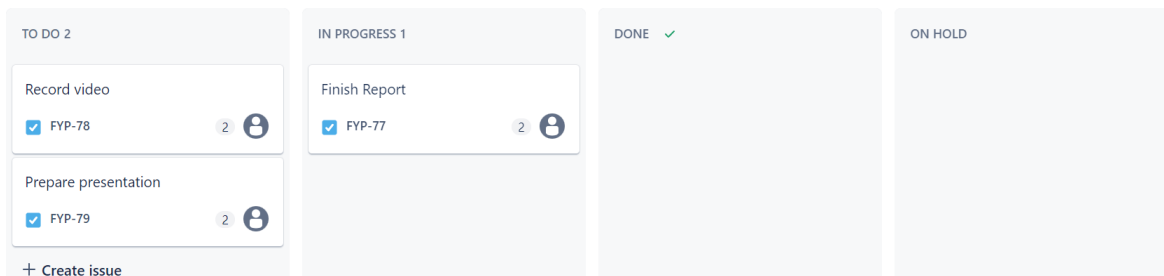 TO DO 2
Record video
FYP-78 2
Prepare presentation
FYP-79 2
+ Create issue
IN PROGRESS 1
Finish Report
FYP-77 2
DONE
ON HOLD